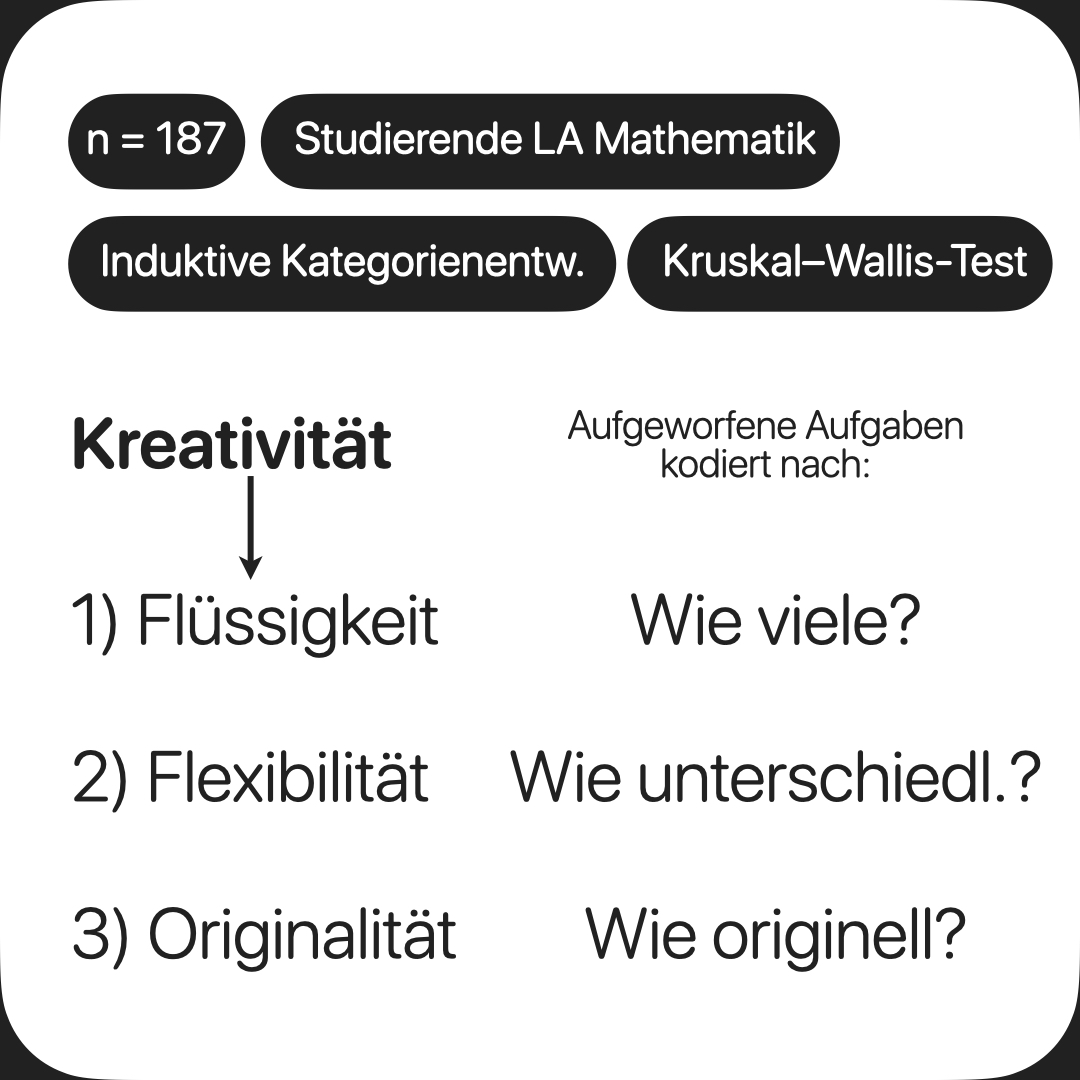 n = 187
Studierende LA Mathematik
Induktive Kategorienentw.
Kruskal–Wallis-Test
Kreativität
Aufgeworfene Aufgaben
kodiert nach:
1) Flüssigkeit
Wie viele?
2) Flexibilität
Wie unterschiedl.?
3) Originalität
Wie originell?